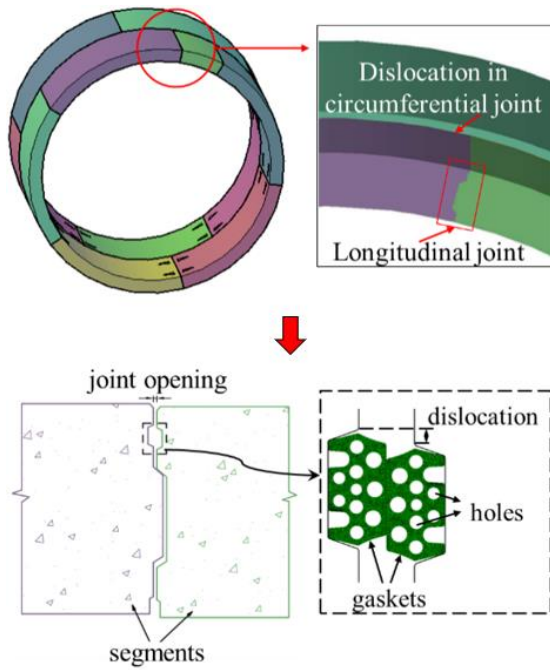 Dislocation in
circumferential joint
Longitudinal joint
joint opening
dislocation
holes
gaskets
segments